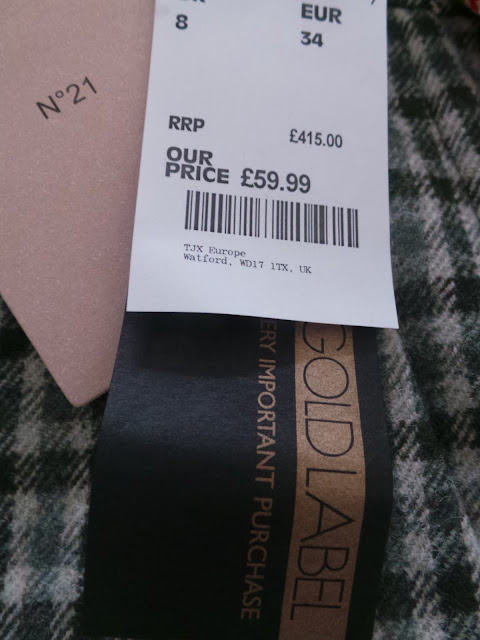 N°21
EUR
8
34
RRP £415.00
OUR
PRICE £59.99
TJX Europe
Watford, WD17 1TX, UK
GOLD LABEL
IMPORTANT PURCHASE